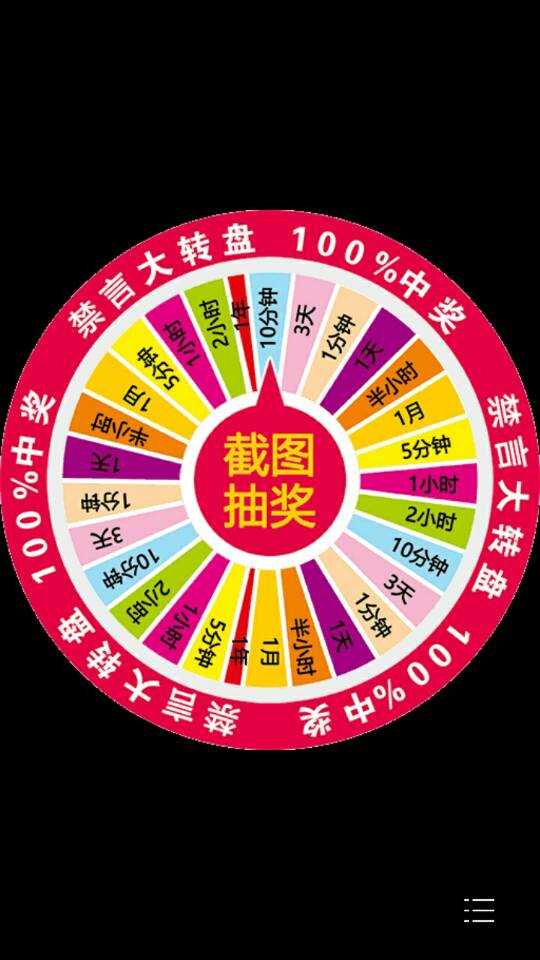 禁言大转盘 100%中奖
禁言大转盘 100%中奖
禁言大转盘 100%中奖
10分钟
3天
1分钟
1天
半小时
1月
5分钟
1小时
2小时
10分钟
3天
1分钟
1天
半小时
1月
1年
5分钟
1小时
2小时
10分钟
3天
1分钟
1天
半小时
1月
5分钟
1小时
2小时
1年
截图
抽奖